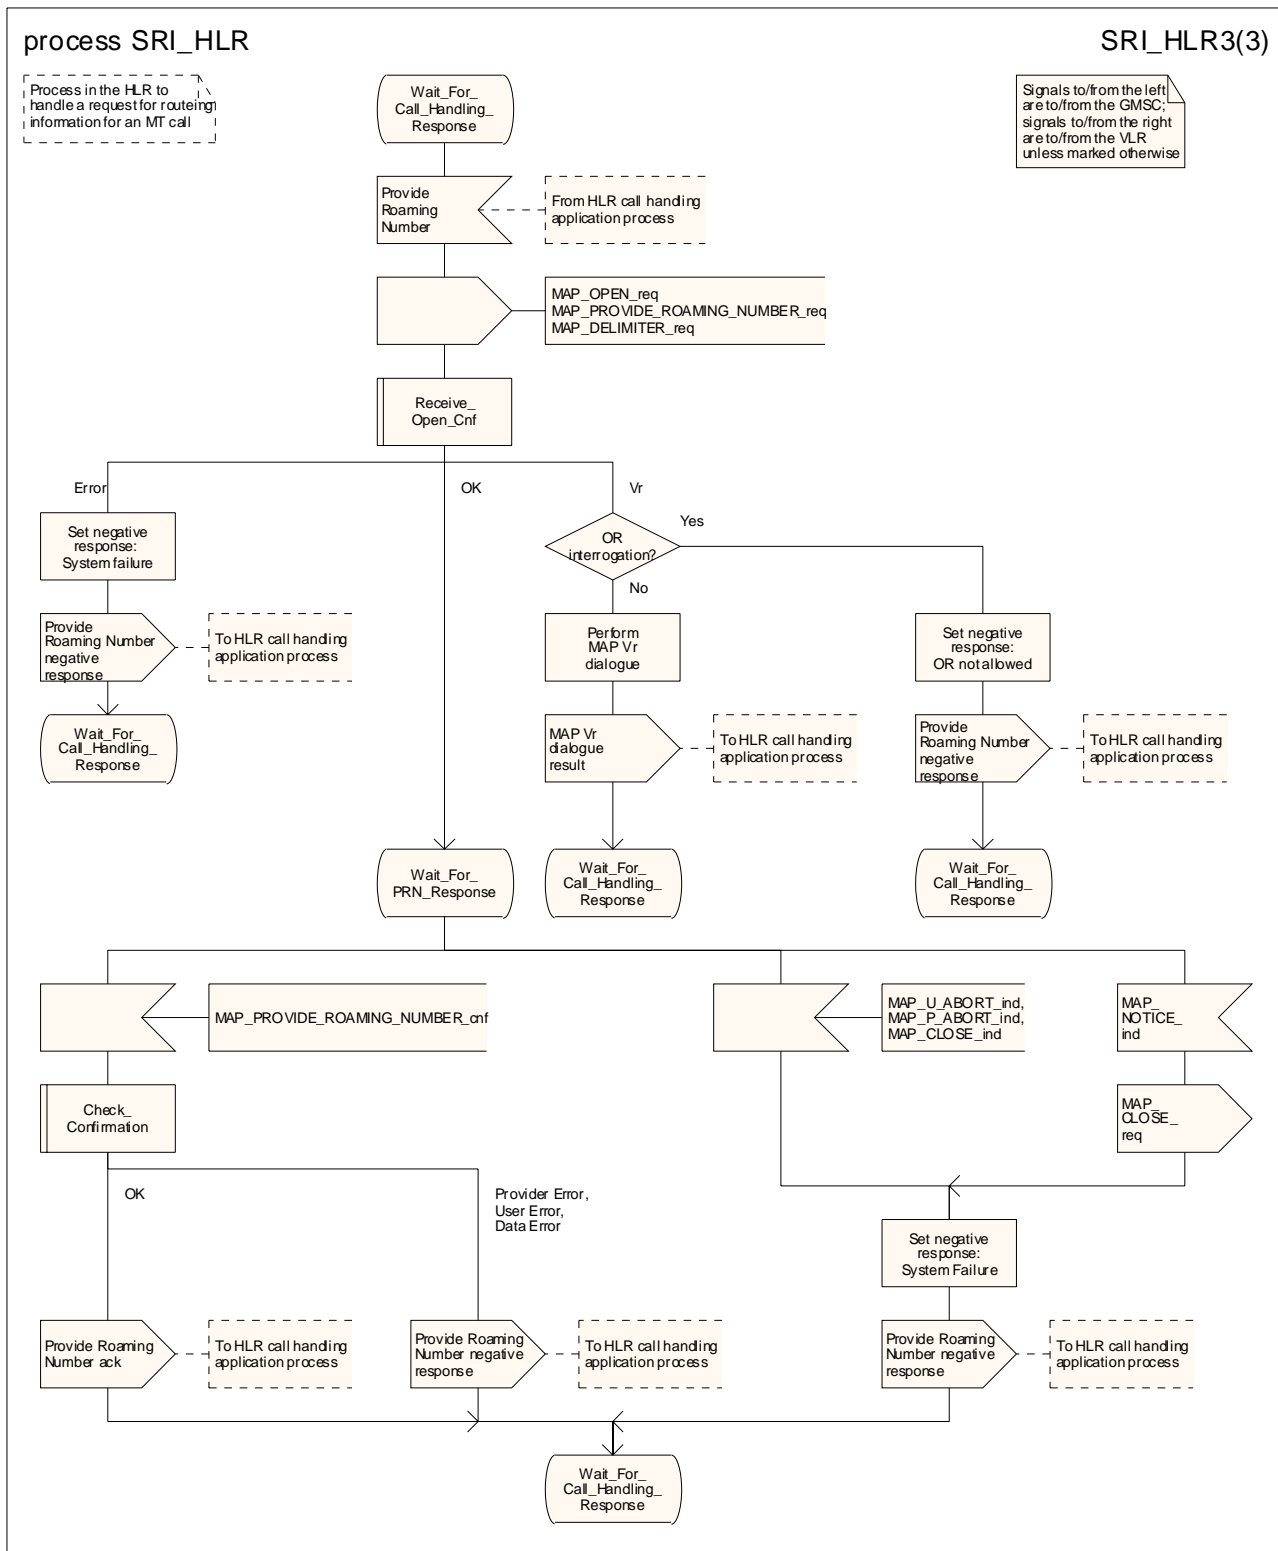 process SRI_HLR
SRI_HLR3(3)
Process in the HLR to
handle a request for routeing
information for an MT call
Wait_For_
Call_Handling_
Response
Signals to/from the left
are to/from the GMSC;
signals to/from the right
are to/from the VLR
unless marked otherwise
Provide
Roaming
Number
From HLR call handling
application process
MAP_OPEN_req
MAP_PROVIDE_ROAMING_NUMBER_req
MAP_DELIMITER_req
Receive_
Open_Cnf
Error
OK
Vr
Set negative
response:
System failure
OR
interrogation?
Yes
No
Provide
Roaming Number
negative
response
To HLR call handling
application process
Perform
MAP Vr
dialogue
Set negative
response:
OR not allowed
Wait_For_
Call_Handling_
Response
MAP Vr
dialogue
result
To HLR call handling
application process
Provide
Roaming Number
negative
response
To HLR call handling
application process
Wait_For_
PRN_Response
Wait_For_
Call_Handling_
Response
Wait_For_
Call_Handling_
Response
MAP_PROVIDE_ROAMING_NUMBER_cnf
MAP_U_ABORT_ind,
MAP_P_ABORT_ind,
MAP_CLOSE_ind
MAP_
NOTICE_
ind
Check_
Confirmation
MAP_
CLOSE_
req
OK
Provider Error,
User Error,
Data Error
Set negative
response:
System Failure
Provide Roaming
Number ack
To HLR call handling
application process
Provide Roaming
Number negative
response
To HLR call handling
application process
Provide Roaming
Number negative
response
To HLR call handling
application process
Wait_For_
Call_Handling_
Response